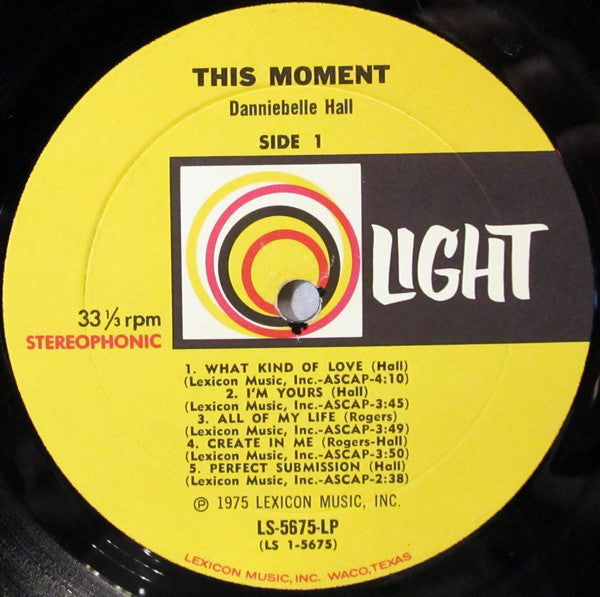 THIS MOMENT
Danniebelle Hall
SIDE 1
LIGHT
33 ⅓ rpm
STEREOPHONIC
1. WHAT KIND OF LOVE (Hall)
(Lexicon Music, Inc.-ASCAP-4:10)
2. I'M YOURS (Hall)
(Lexicon Music, Inc.-ASCAP-3:45)
3. ALL OF MY LIFE (Rogers)
(Lexicon Music, Inc.-ASCAP-3:49)
4. CREATE IN ME (Rogers-Hall)
(Lexicon Music, Inc.-ASCAP-3:50)
5. PERFECT SUBMISSION (Hall)
(Lexicon Music, Inc.-ASCAP-2:38)
℗ 1975 LEXICON MUSIC, INC.
LS-5675-LP
(LS 1-5675)
LEXICON MUSIC, INC. WACO, TEXAS